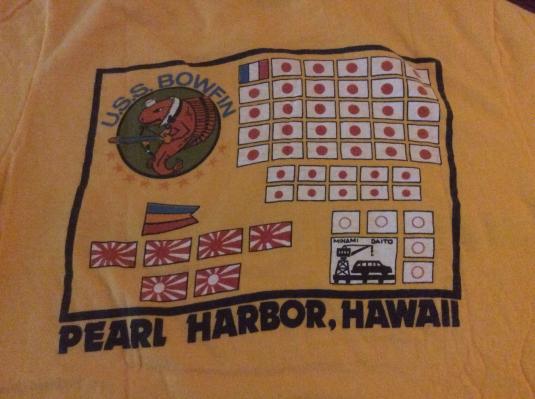 U.S.S. BOWFIN
MINAMI DAITO
PEARL HARBOR, HAWAII